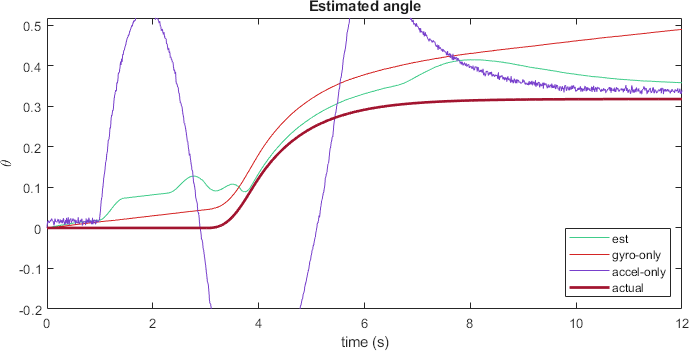 Estimated angle
0.5
0.4
0.3
0.2
0.1
0
-0.1
-0.2
θ
0 2 4 6 8 10 12
time (s)
est
gyro-only
accel-only
actual